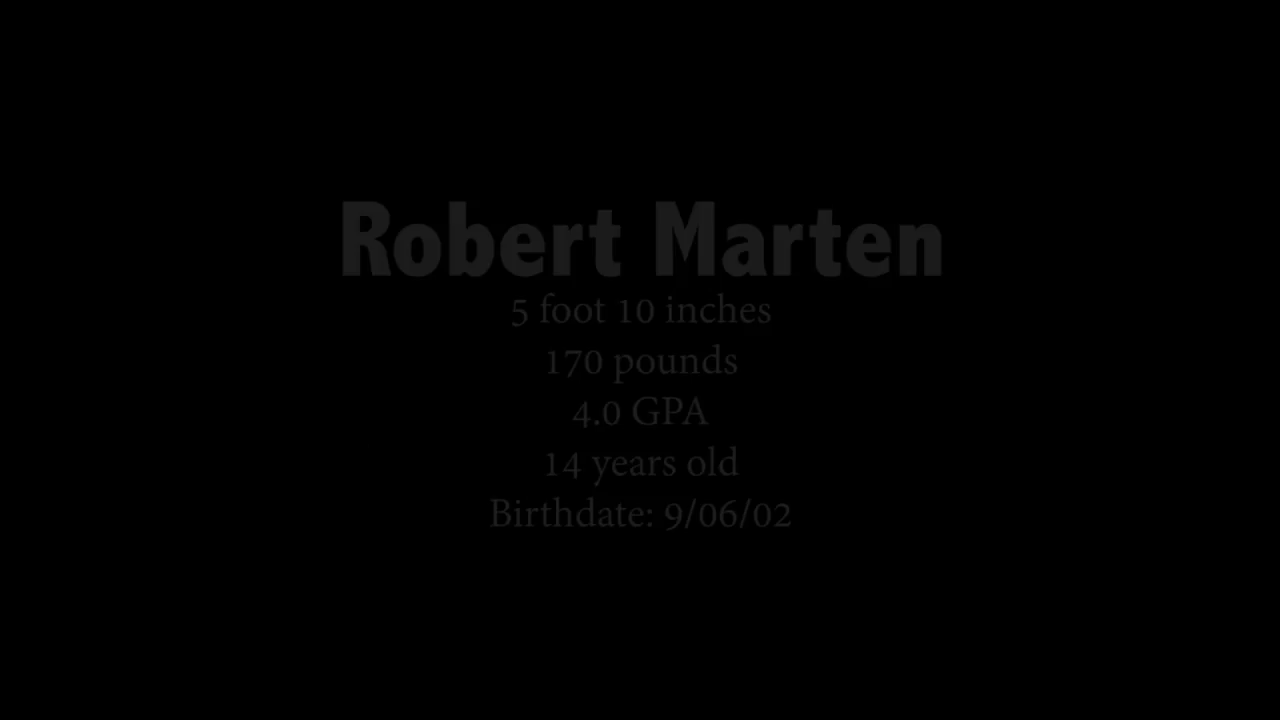 Robert Marten
5 foot 10 inches
170 pounds
4.0 GPA
14 years old
Birthdate: 9/06/02